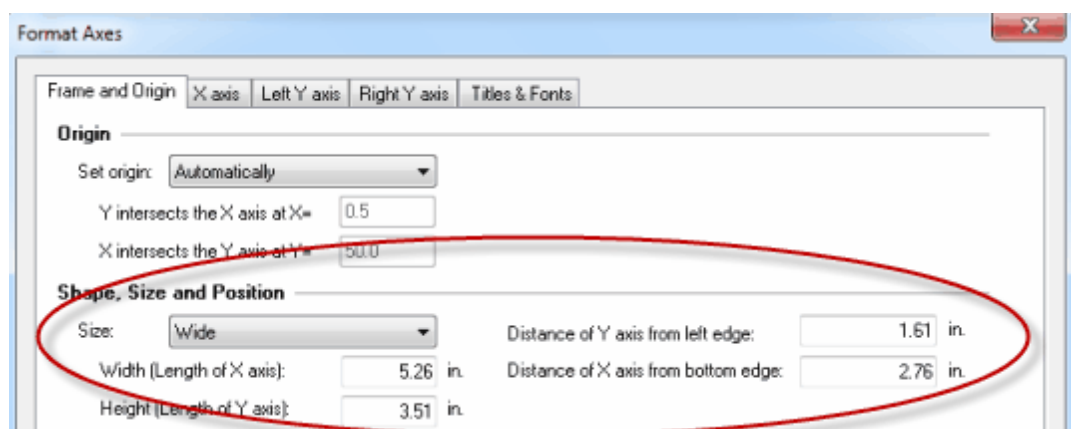 Format Axes
Frame and Origin X axis Left Y axis Right Y axis Titles & Fonts
Origin
Set origin: Automatically
Y intersects the X axis at X= 0.5
X intersects the Y axis at Y= 50.0
Shape, Size and Position
Size: Wide Distance of Y axis from left edge: 1.61 in.
Width (Length of X axis): 5.26 in. Distance of X axis from bottom edge: 2.76 in.
Height (Length of Y axis): 3.51 in.